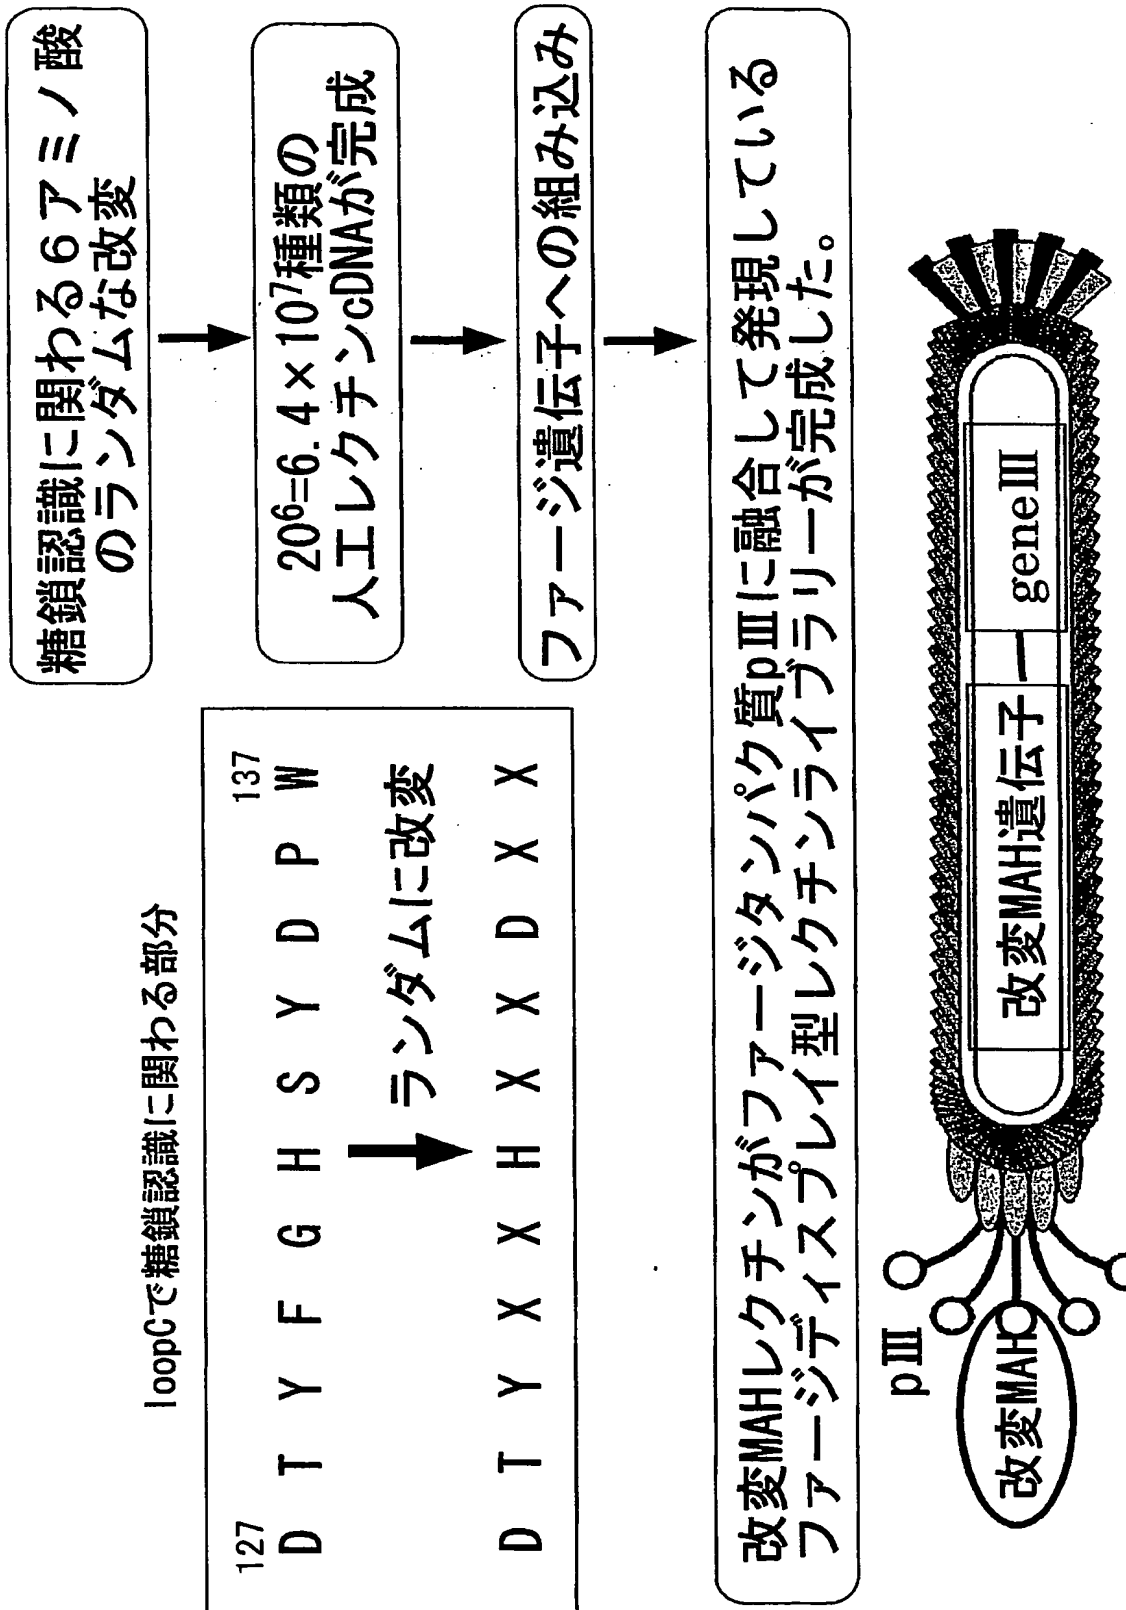 loopCで糖鎖認識に関わる部分
127 137
D T Y F G H S Y D P W
ランダムに改変
D T Y X X H X X D X X
糖鎖認識に関わる6アミノ酸
のランダムな改変
20⁶=6.4×10⁷種類の
人工レクチンcDNAが完成
ファージ遺伝子への組み込み
改変MAHレクチンがファージタンパク質pⅢに融合して発現している
ファージディスプレイ型レクチンライブラリーが完成した。
pⅢ
改変MAH
改変MAH遺伝子
geneⅢ